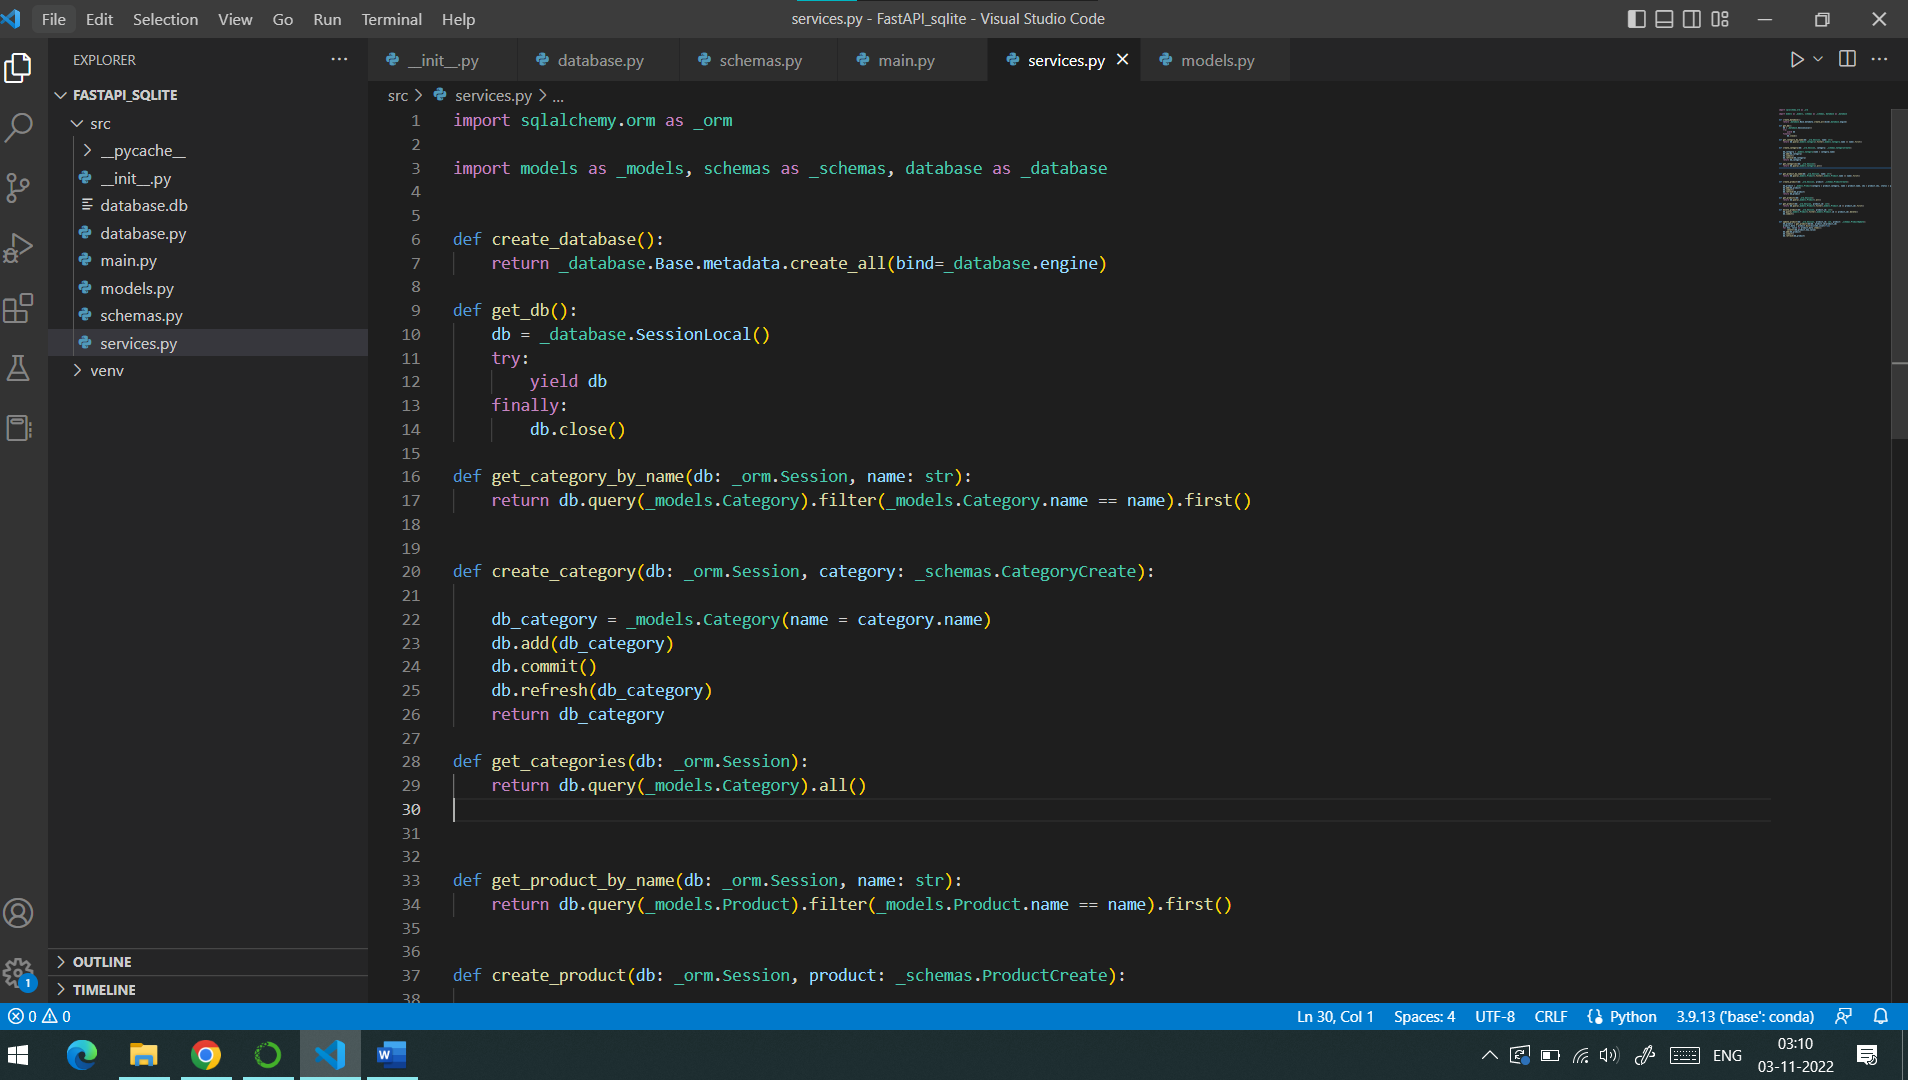 File Edit Selection View Go Run Terminal Help
services.py - FastAPI_sqlite - Visual Studio Code
EXPLORER
FASTAPI_SQLITE
src
__pycache__
__init__.py
database.db
database.py
main.py
models.py
schemas.py
services.py
venv
OUTLINE
TIMELINE
__init__.py database.py schemas.py main.py services.py models.py
src > services.py > ...
1 import sqlalchemy.orm as _orm
2
3 import models as _models, schemas as _schemas, database as _database
4
5
6 def create_database():
7 return _database.Base.metadata.create_all(bind=_database.engine)
8
9 def get_db():
10 db = _database.SessionLocal()
11 try:
12 yield db
13 finally:
14 db.close()
15
16 def get_category_by_name(db: _orm.Session, name: str):
17 return db.query(_models.Category).filter(_models.Category.name == name).first()
18
19
20 def create_category(db: _orm.Session, category: _schemas.CategoryCreate):
21
22 db_category = _models.Category(name = category.name)
23 db.add(db_category)
24 db.commit()
25 db.refresh(db_category)
26 return db_category
27
28 def get_categories(db: _orm.Session):
29 return db.query(_models.Category).all()
30
31
32
33 def get_product_by_name(db: _orm.Session, name: str):
34 return db.query(_models.Product).filter(_models.Product.name == name).first()
35
36
37 def create_product(db: _orm.Session, product: _schemas.ProductCreate):
38
1
0 0
Ln 30, Col 1 Spaces: 4 UTF-8 CRLF Python 3.9.13 ('base': conda)
W
ENG
03:10
03-11-2022